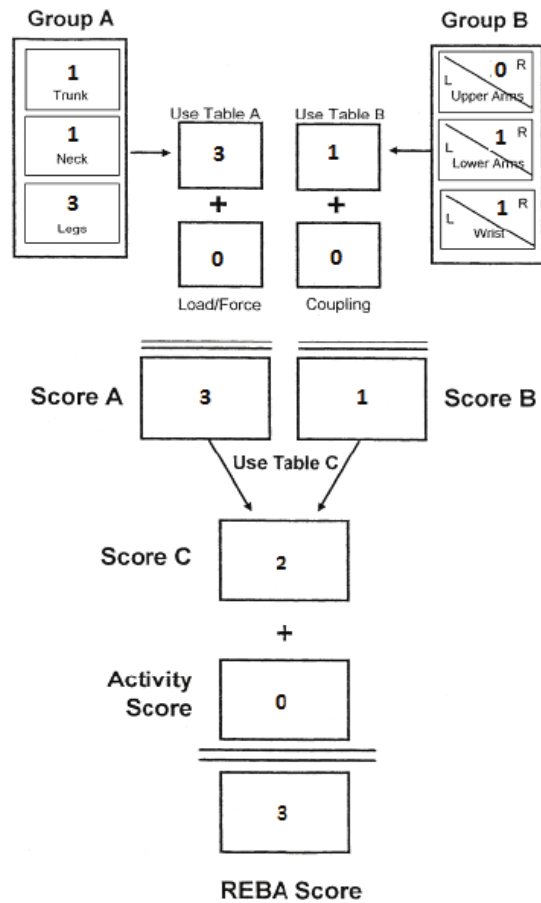 Group A
Group B
1
Trunk
1
Neck
3
Legs
Use Table A
Use Table B
3
1
+
+
0
0
Load/Force
Coupling
L 0 R
Upper Arms
L 1 R
Lower Arms
L 1 R
Wrist
Score A
3
1
Score B
Use Table C
Score C
2
+
Activity
Score
0
3
REBA Score